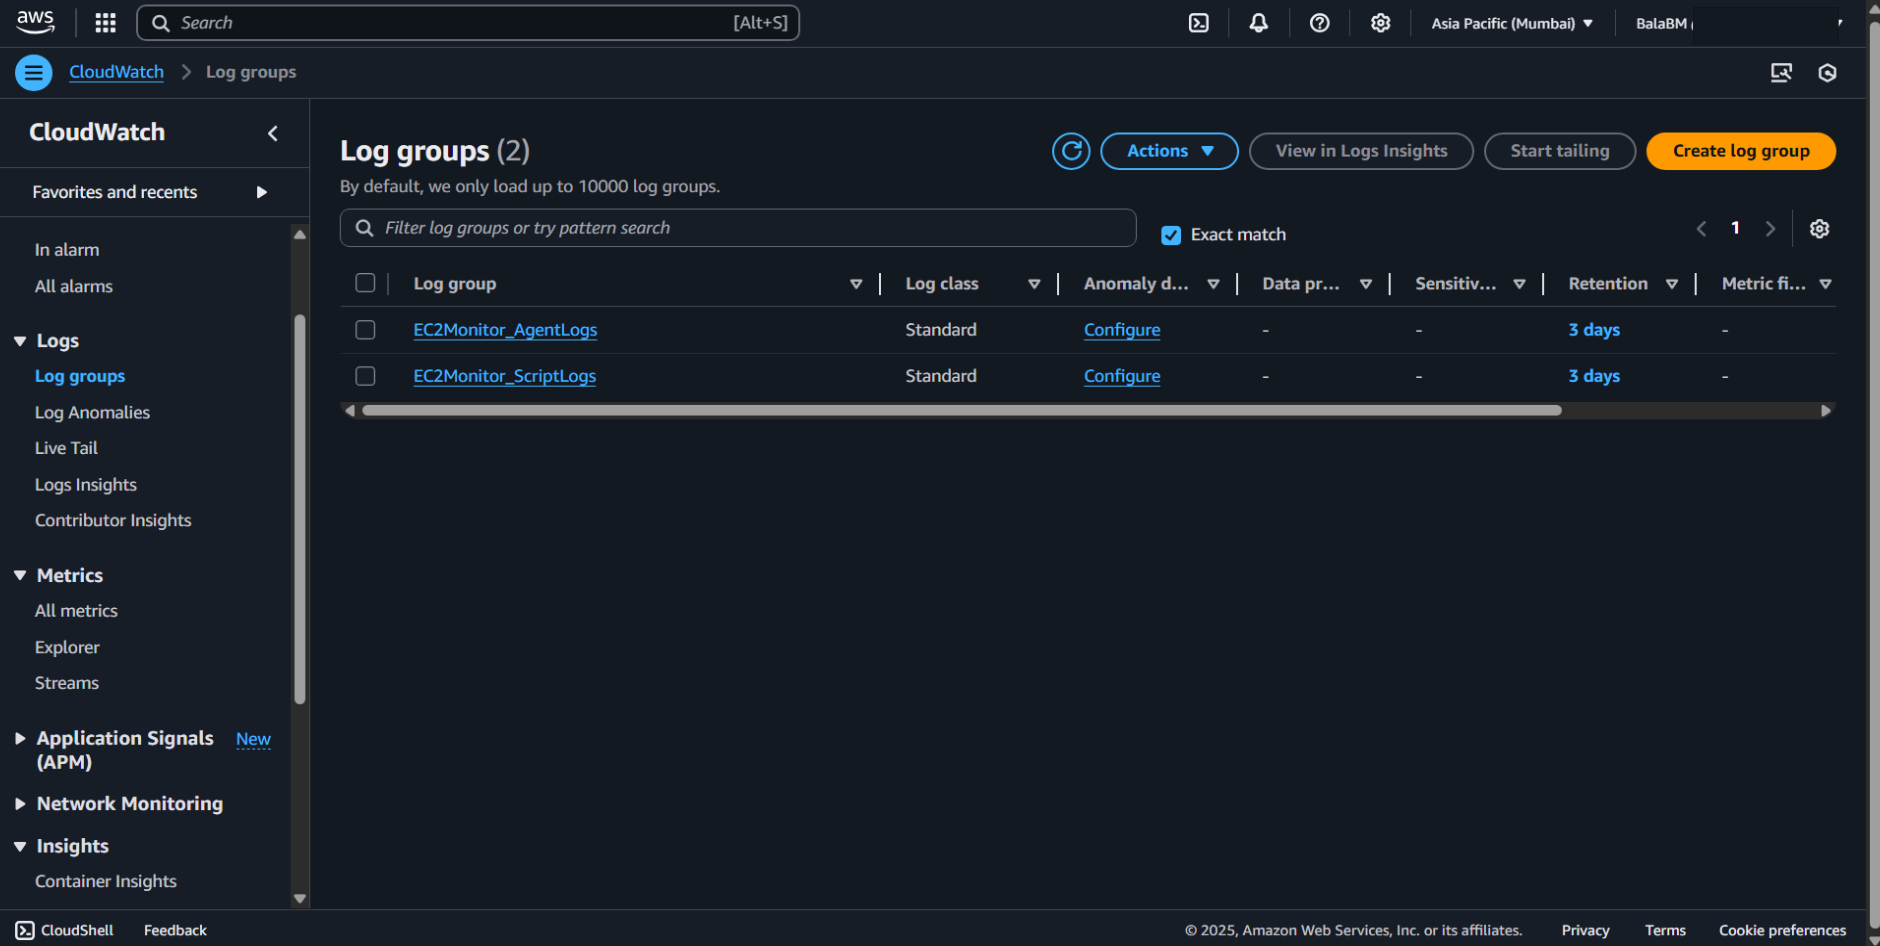 aws
Search [Alt+S] Asia Pacific (Mumbai) BalaBM
CloudWatch Log groups
CloudWatch
Favorites and recents
In alarm
All alarms
Logs
Log groups
Log Anomalies
Live Tail
Logs Insights
Contributor Insights
Metrics
All metrics
Explorer
Streams
Application Signals New
(APM)
Network Monitoring
Insights
Container Insights
Log groups (2)
Actions View in Logs Insights Start tailing Create log group
By default, we only load up to 10000 log groups.
Filter log groups or try pattern search Exact match 1
Log group Log class Anomaly d... Data pr... Sensitiv... Retention Metric fi...
EC2Monitor_AgentLogs Standard Configure - - 3 days -
EC2Monitor_ScriptLogs Standard Configure - - 3 days -
CloudShell Feedback © 2025, Amazon Web Services, Inc. or its affiliates. Privacy Terms Cookie preferences